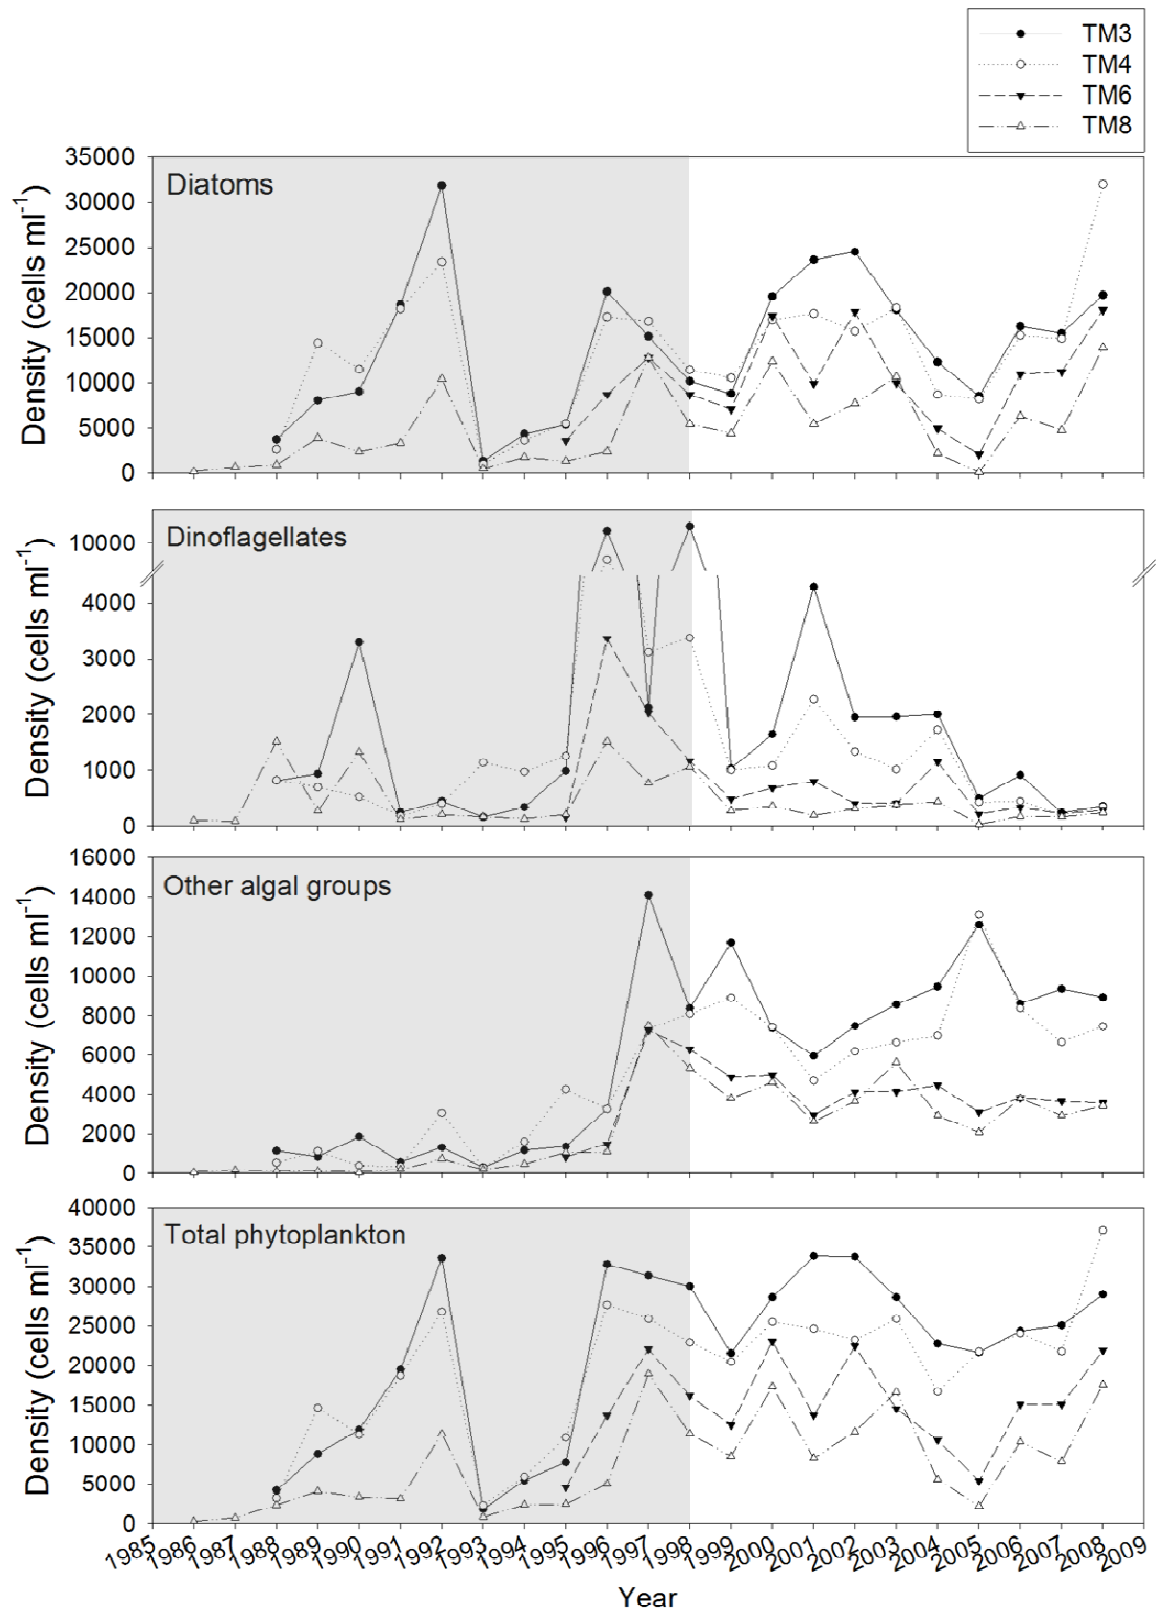 TM3
TM4
TM6
TM8
Diatoms
Density (cells ml-1)
35000
30000
25000
20000
15000
10000
5000
0
Dinoflagellates
Density (cells ml-1)
10000
4000
3000
2000
1000
0
Other algal groups
Density (cells ml-1)
16000
14000
12000
10000
8000
6000
4000
2000
0
Total phytoplankton
Density (cells ml-1)
40000
35000
30000
25000
20000
15000
10000
5000
0
1985 1986 1987 1988 1989 1990 1991 1992 1993 1994 1995 1996 1997 1998 1999 2000 2001 2002 2003 2004 2005 2006 2007 2008 2009
Year